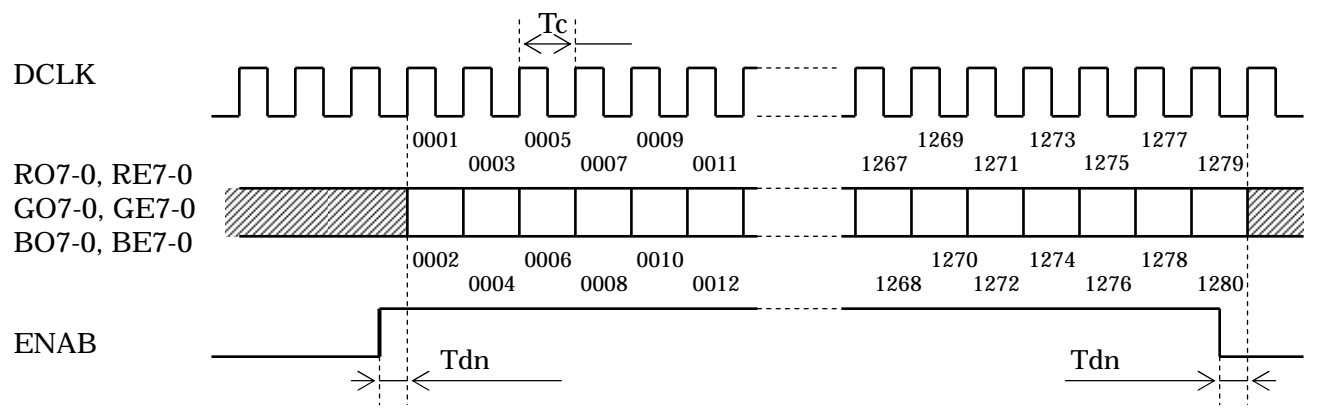 Tc
DCLK
0001 0005 0009 1269 1273 1277
0003 0007 0011 1267 1271 1275 1279
RO7-0, RE7-0
GO7-0, GE7-0
BO7-0, BE7-0
0002 0006 0010 1270 1274 1278
0004 0008 0012 1268 1272 1276 1280
ENAB
Tdn Tdn